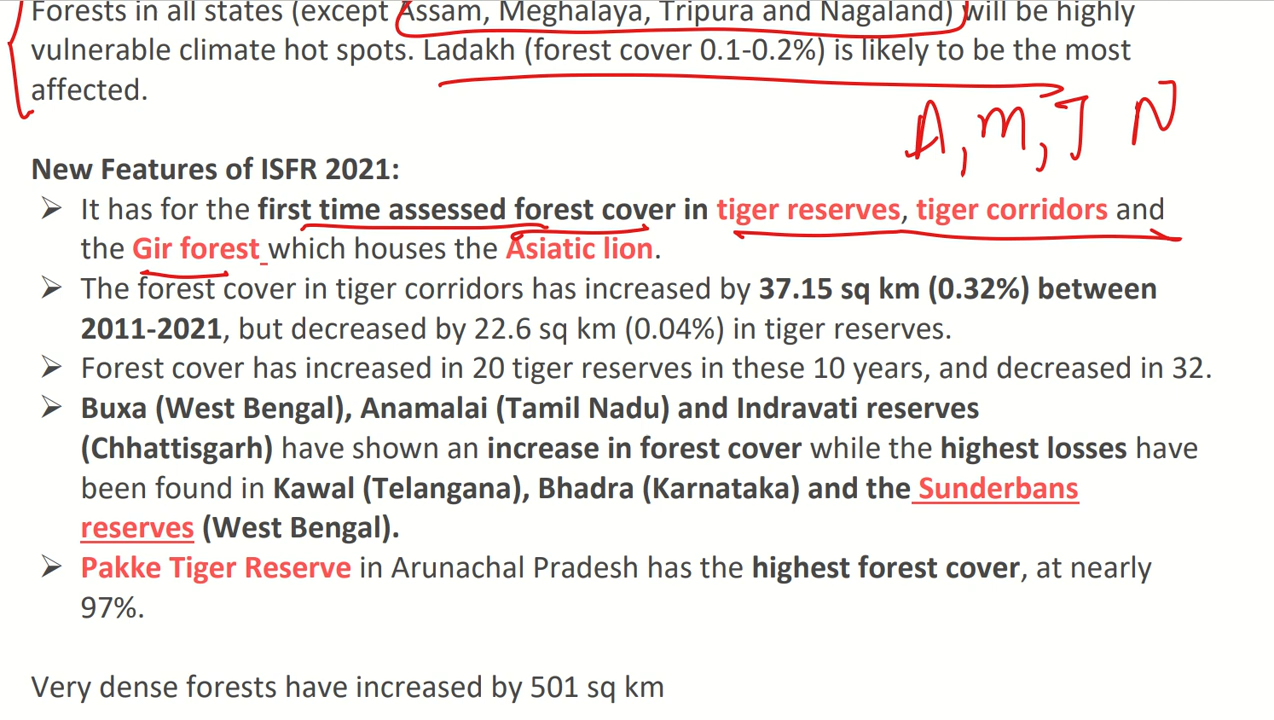 Forests in all states (except Assam, Meghalaya, Tripura and Nagaland) will be highly
vulnerable climate hot spots. Ladakh (forest cover 0.1-0.2%) is likely to be the most
affected.
A, M, T N
New Features of ISFR 2021:
➢ It has for the first time assessed forest cover in tiger reserves, tiger corridors and
the Gir forest which houses the Asiatic lion.
➢ The forest cover in tiger corridors has increased by 37.15 sq km (0.32%) between
2011-2021, but decreased by 22.6 sq km (0.04%) in tiger reserves.
➢ Forest cover has increased in 20 tiger reserves in these 10 years, and decreased in 32.
➢ Buxa (West Bengal), Anamalai (Tamil Nadu) and Indravati reserves
(Chhattisgarh) have shown an increase in forest cover while the highest losses have
been found in Kawal (Telangana), Bhadra (Karnataka) and the Sunderbans
reserves (West Bengal).
➢ Pakke Tiger Reserve in Arunachal Pradesh has the highest forest cover, at nearly
97%.
Very dense forests have increased by 501 sq km